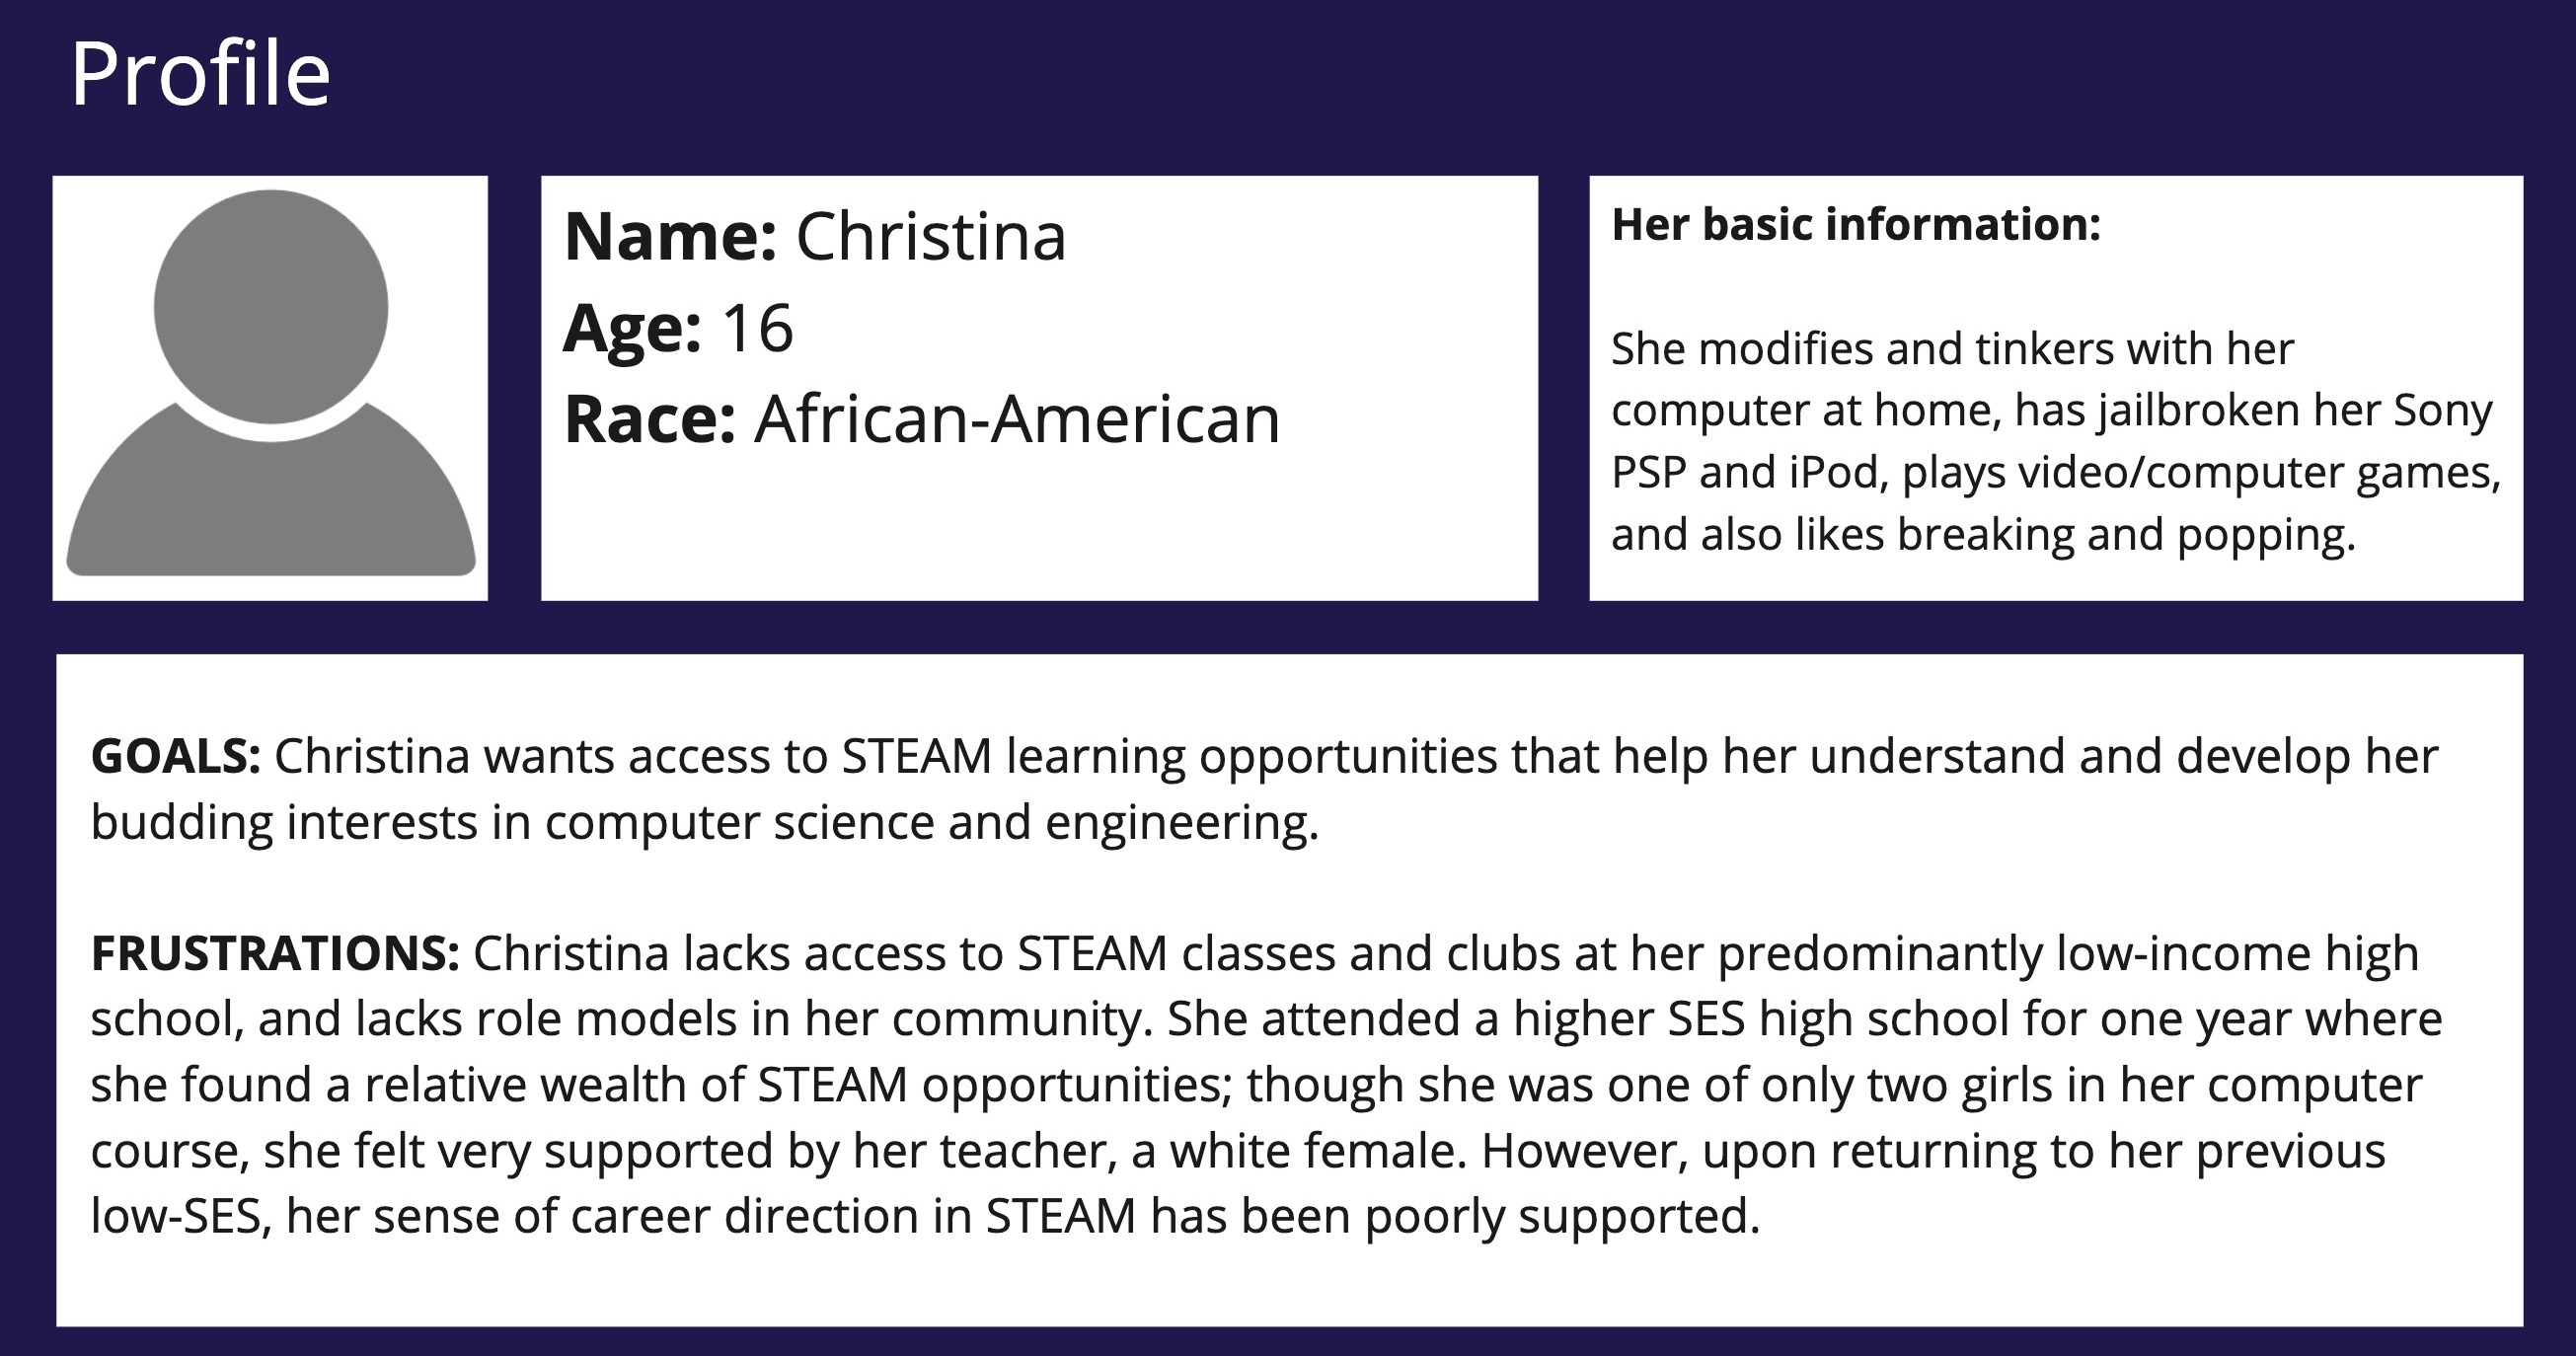 Profile
Name: Christina
Age: 16
Race: African-American
Her basic information:
She modifies and tinkers with her
computer at home, has jailbroken her Sony
PSP and iPod, plays video/computer games,
and also likes breaking and popping.
GOALS: Christina wants access to STEAM learning opportunities that help her understand and develop her
budding interests in computer science and engineering.
FRUSTRATIONS: Christina lacks access to STEAM classes and clubs at her predominantly low-income high
school, and lacks role models in her community. She attended a higher SES high school for one year where
she found a relative wealth of STEAM opportunities; though she was one of only two girls in her computer
course, she felt very supported by her teacher, a white female. However, upon returning to her previous
low-SES, her sense of career direction in STEAM has been poorly supported.